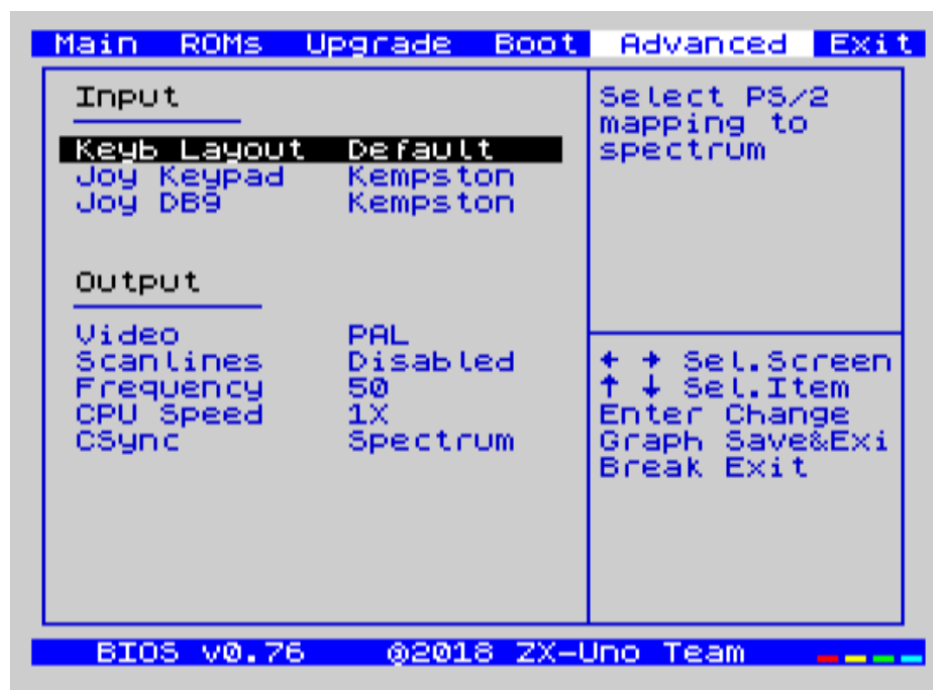 Main ROMs Upgrade Boot Advanced Exit
Input
Keyb Layout Default
Joy Keypad Kempston
Joy DB9 Kempston
Output
Video PAL
Scanlines Disabled
Frequency 50
CPU Speed 1X
CSync Spectrum
Select PS/2
mapping to
spectrum
← → Sel.Screen
↑ ↓ Sel.Item
Enter Change
Graph Save&Exi
Break Exit
BIOS v0.76 @2018 ZX-Uno Team